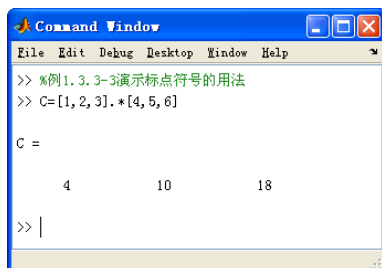 Command Window
File Edit Debug Desktop Window Help
>> %例1.3.3-3演示标点符号的用法
>> C=[1,2,3].*[4,5,6]
C =
4 10 18
>>